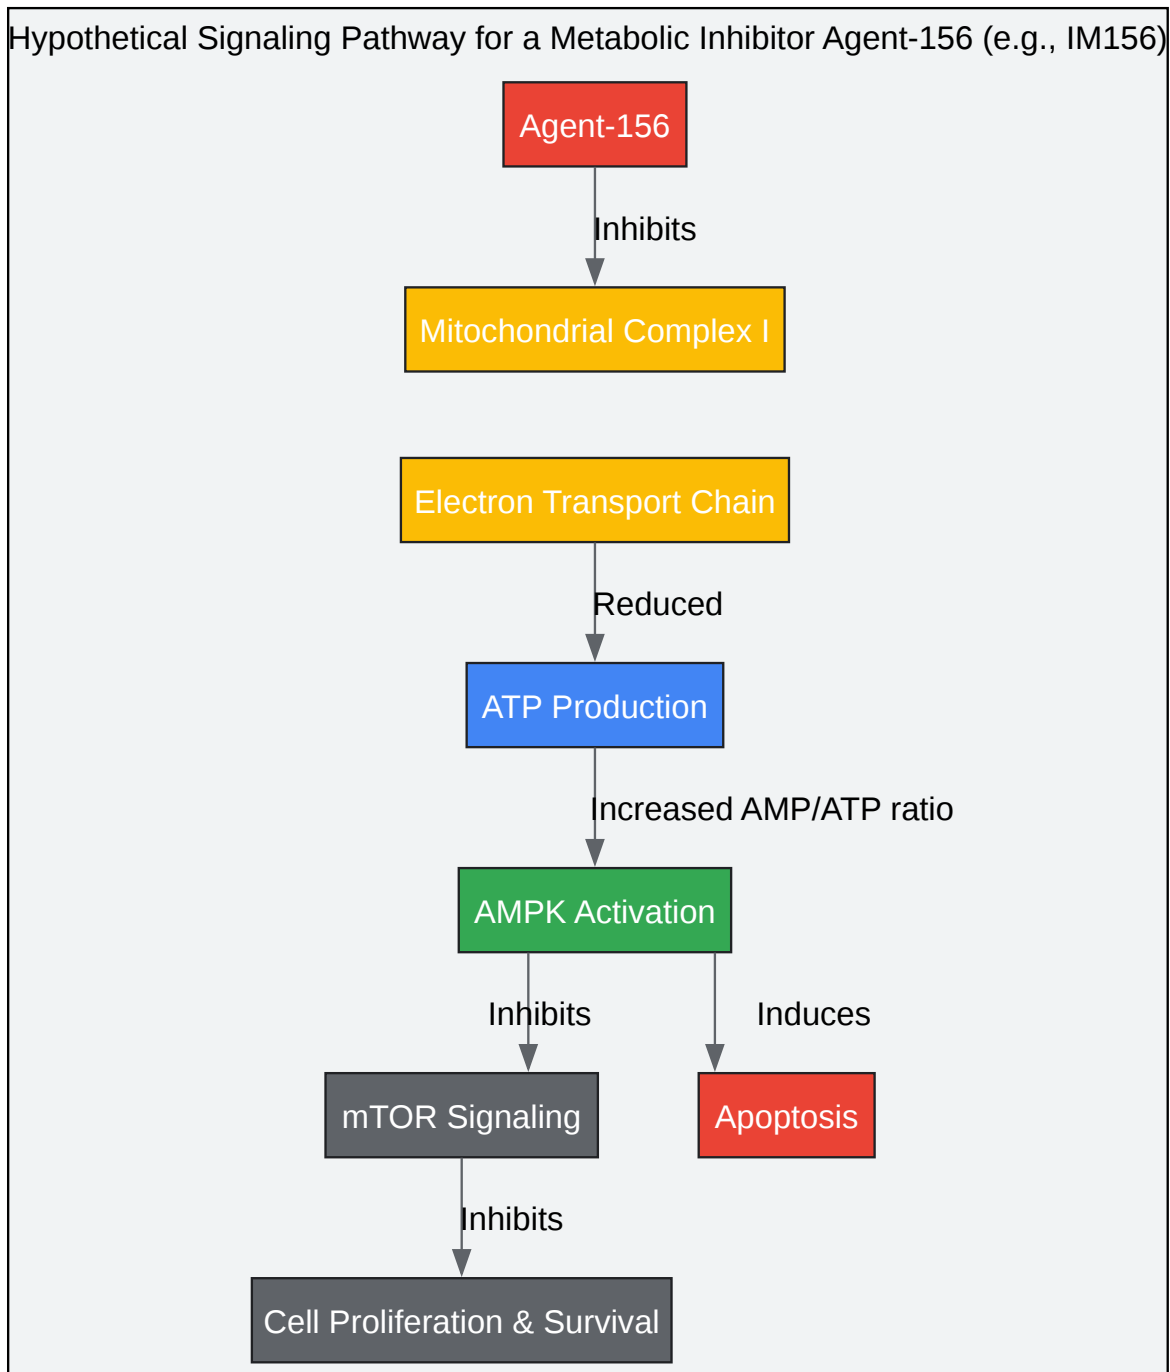 Hypothetical Signaling Pathway for a Metabolic Inhibitor Agent-156 (e.g., IM156)
Agent-156
Inhibits
Mitochondrial Complex I
Electron Transport Chain
Reduced
ATP Production
Increased AMP/ATP ratio
AMPK Activation
Inhibits
Induces
mTOR Signaling
Apoptosis
Inhibits
Cell Proliferation & Survival